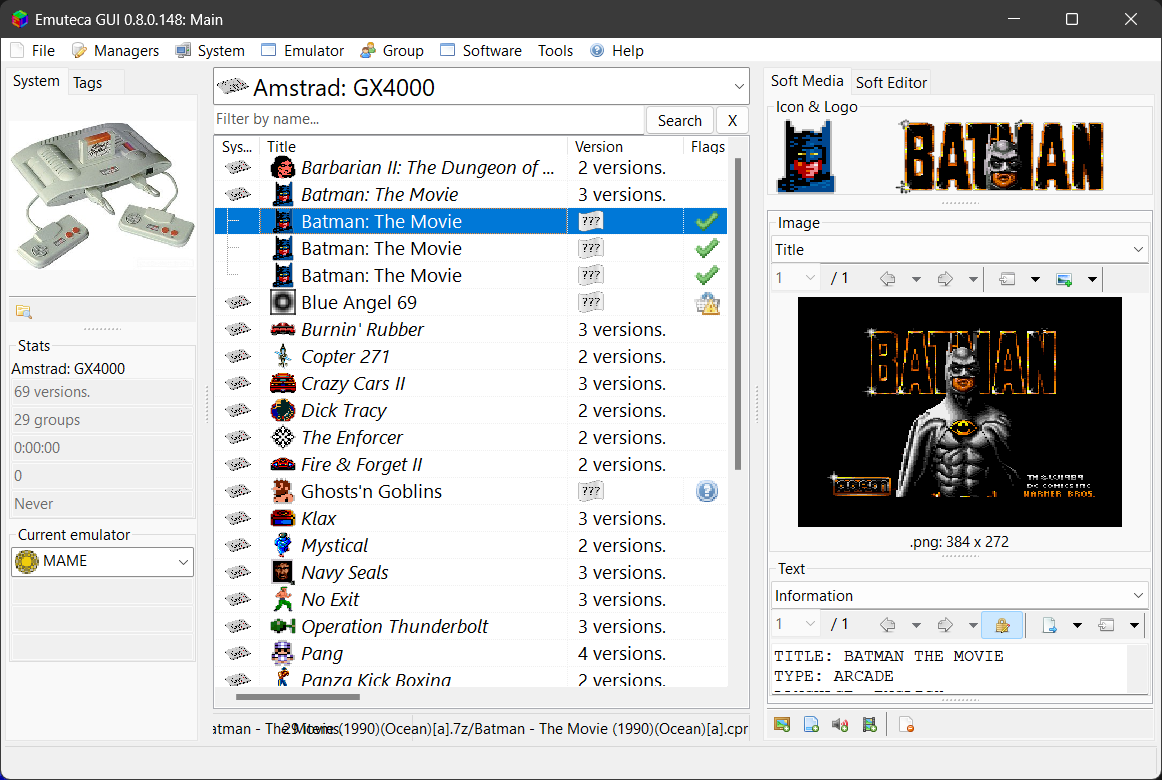 Emuteca GUI 0.8.0.148: Main
File Managers System Emulator Group Software Tools Help
System Tags
Stats
Amstrad: GX4000
69 versions.
29 groups
0:00:00
0
Never
Current emulator
MAME
Amstrad: GX4000
Filter by name...
Search X
Sys... Title Version Flags
Barbarian II: The Dungeon of ... 2 versions.
Batman: The Movie 3 versions.
Batman: The Movie ???
Batman: The Movie ???
Batman: The Movie ???
Blue Angel 69 ???
Burnin' Rubber 3 versions.
Copter 271 2 versions.
Crazy Cars II 3 versions.
Dick Tracy 2 versions.
The Enforcer 2 versions.
Fire & Forget II 2 versions.
Ghosts'n Goblins ???
Klax 3 versions.
Mystical 2 versions.
Navy Seals 3 versions.
No Exit 3 versions.
Operation Thunderbolt 3 versions.
Pang 4 versions.
Panza Kick Boxing 2 versions.
29 items
atman - The Movie (1990)(Ocean)[a].7z/Batman - The Movie (1990)(Ocean)[a].cpr
Soft Media Soft Editor
Icon & Logo
BATMAN
Image
Title
1 / 1
BATMAN
ocean
TM & ©1989
DC COMICS INC
WARNER BROS.
.png: 384 x 272
Text
Information
1 / 1
TITLE: BATMAN THE MOVIE
TYPE: ARCADE